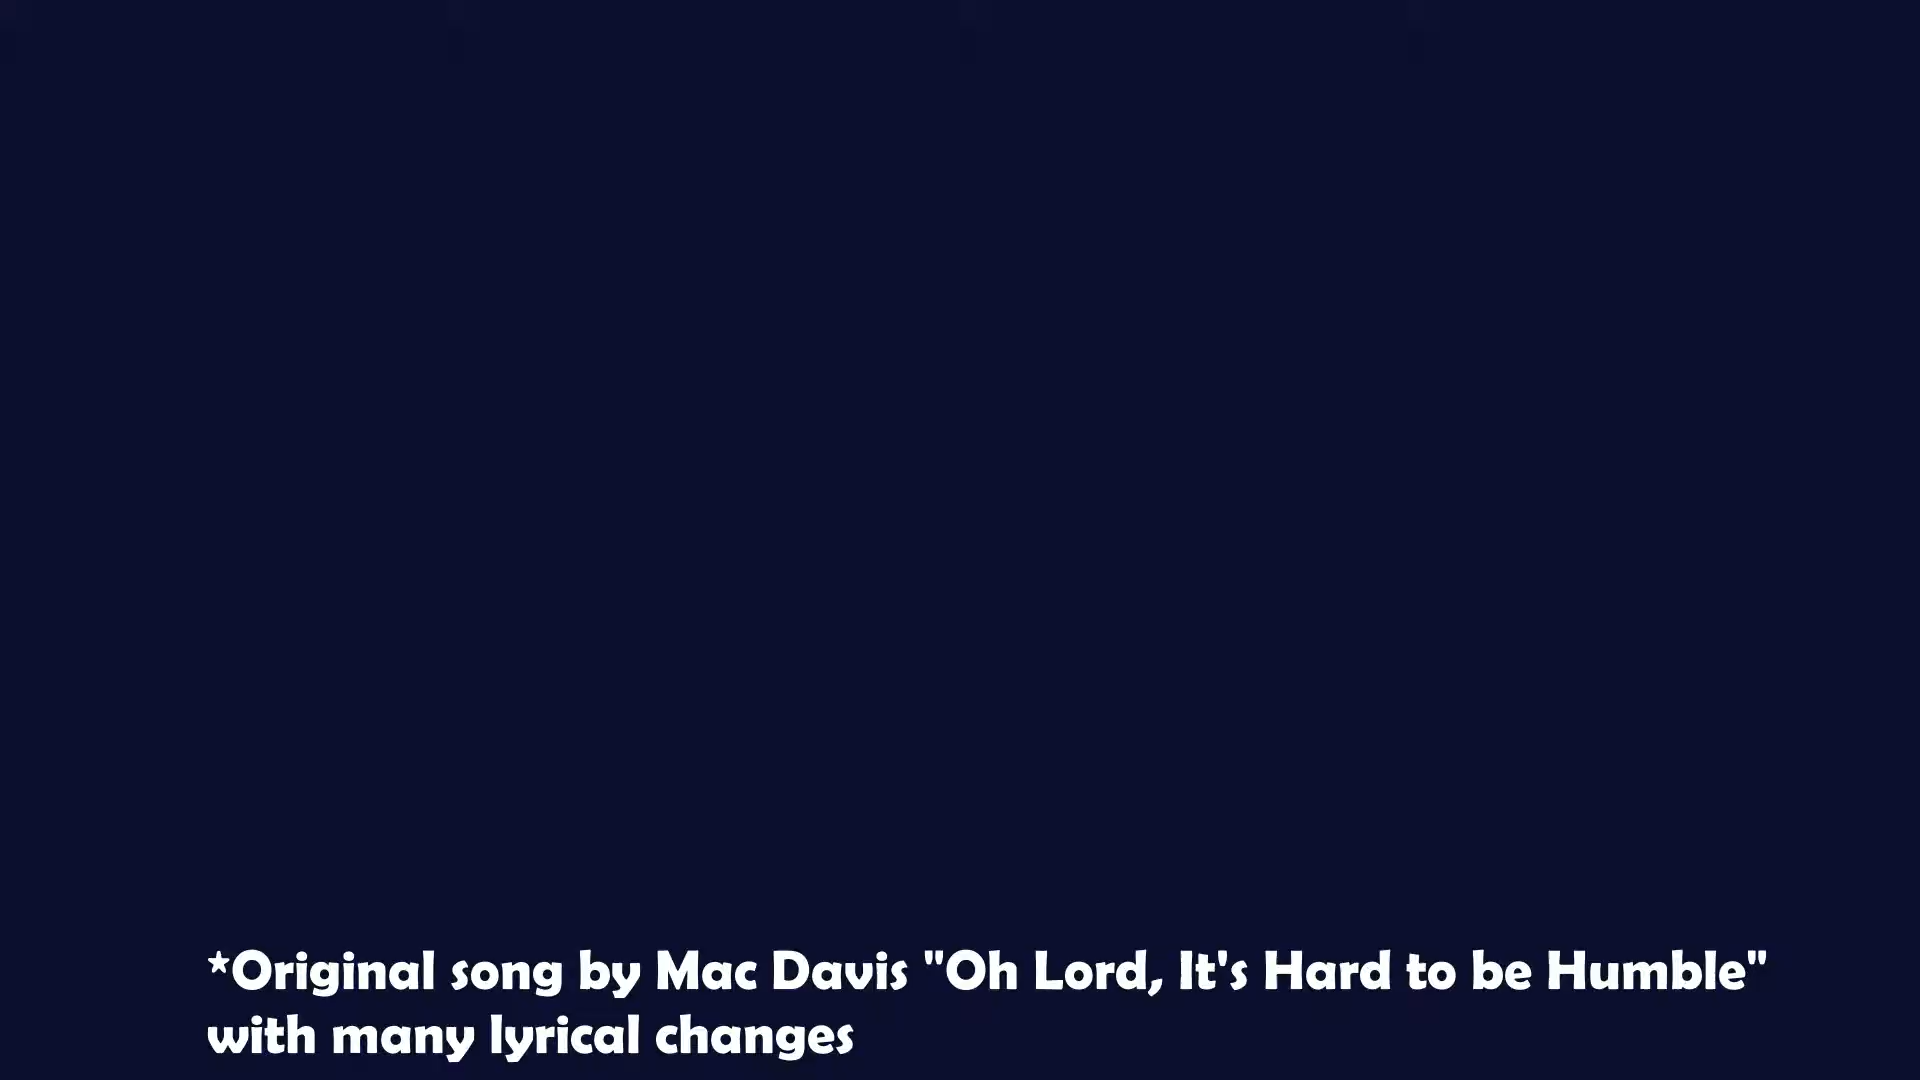 *Original song by Mac Davis "Oh Lord, It's Hard to be Humble"
with many lyrical changes